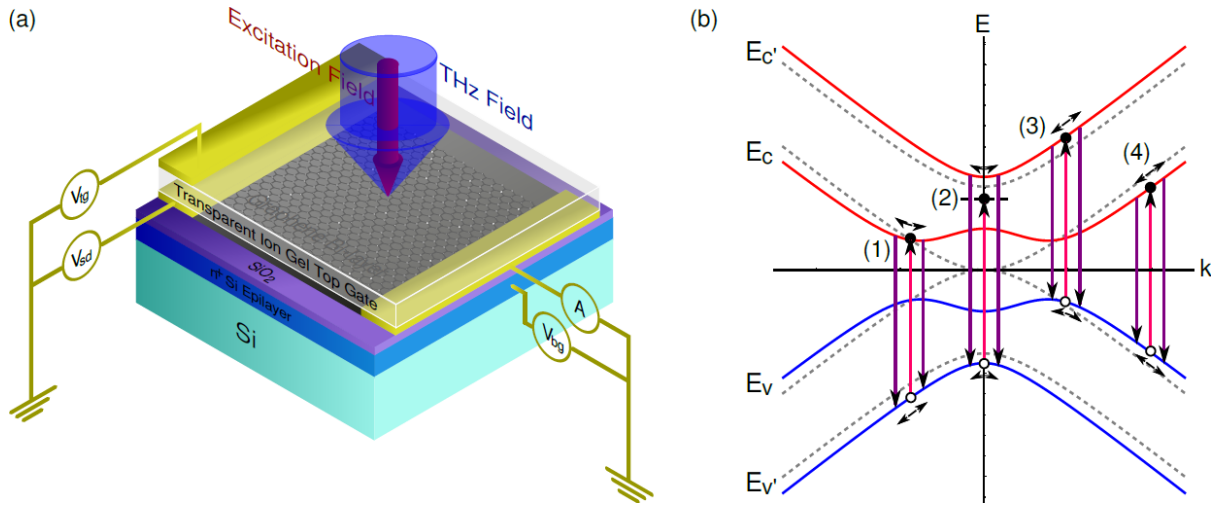 (a)
Excitation Field
THz Field
Transparent Ion Gel Top Gate
SiO₂
n⁺ Si Epilayer
Si
Vtg
Vsd
Vbg
A
(b)
E
k
Ec'
Ec
Ev
Ev'
(1)
(2)
(3)
(4)